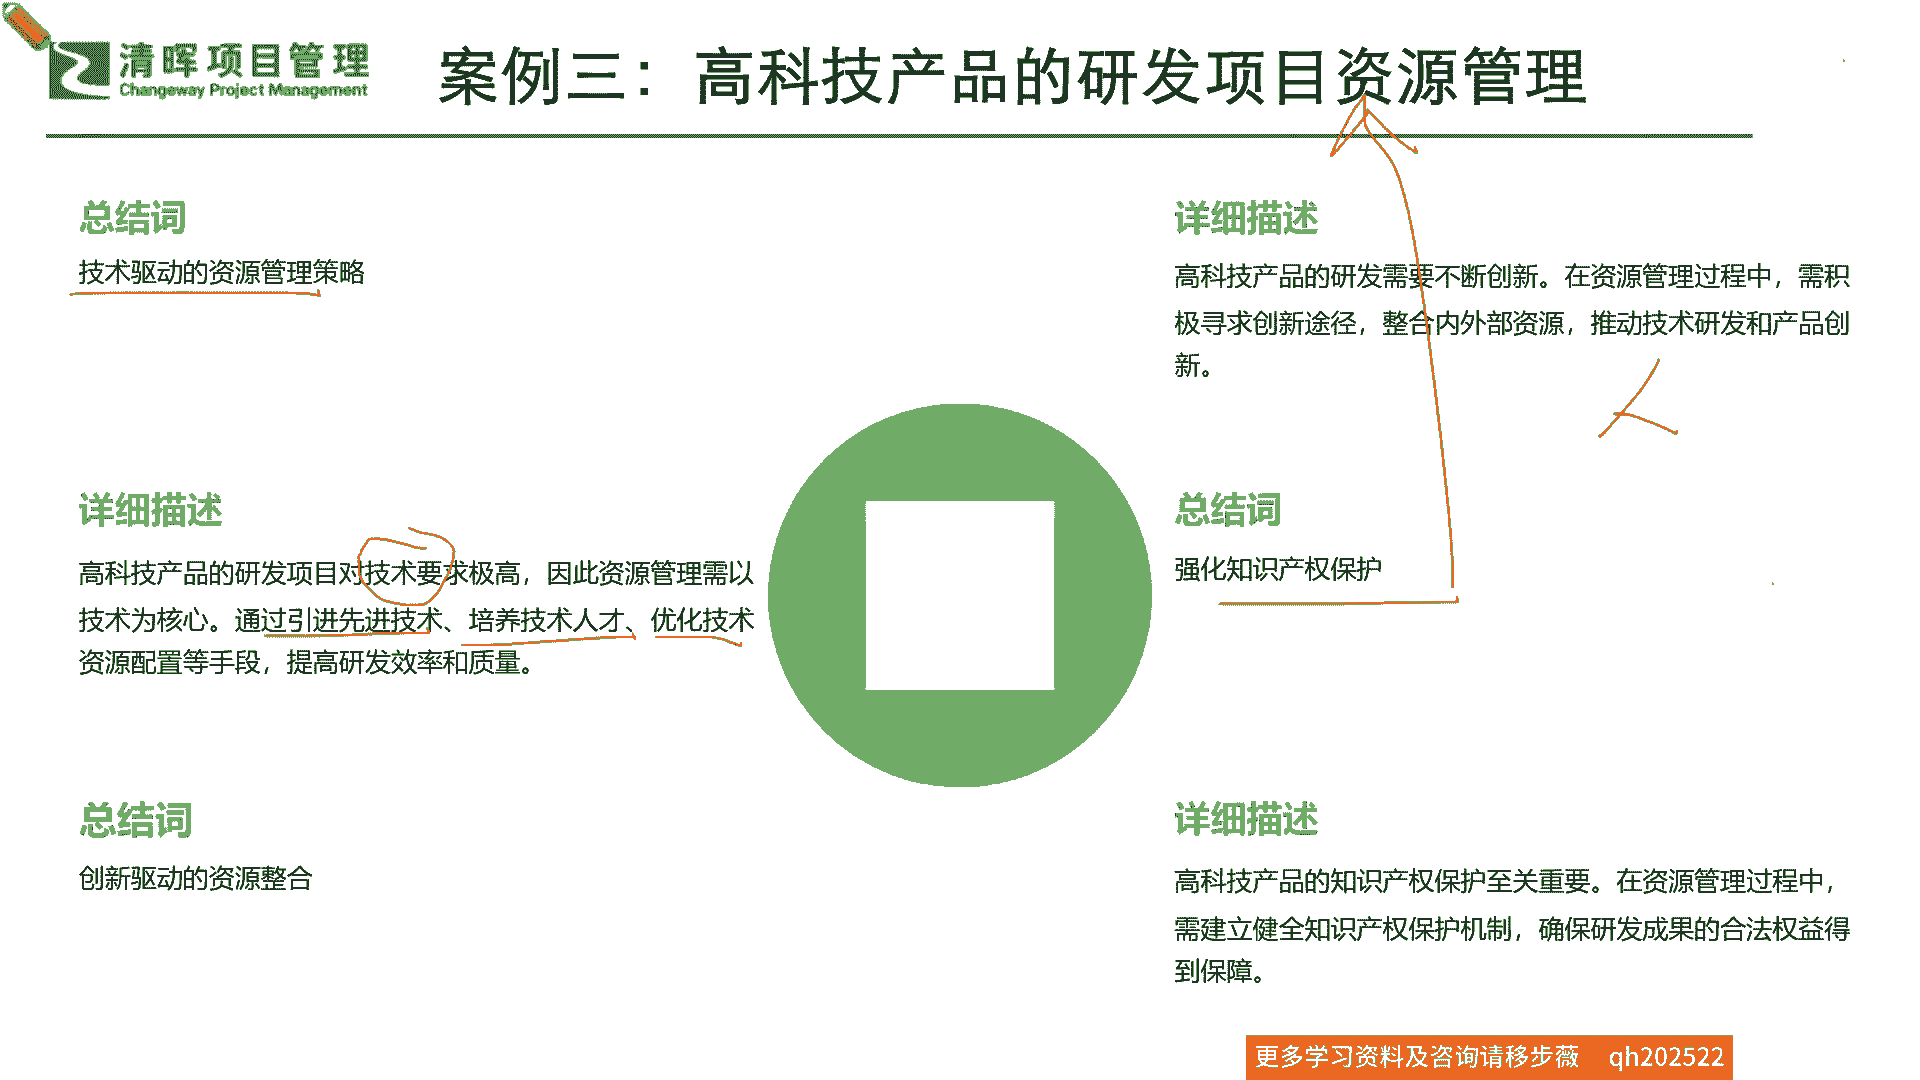 清晖项目管理
Changeway Project Management
案例三：高科技产品的研发项目资源管理
总结词
技术驱动的资源管理策略
详细描述
高科技产品的研发项目对技术要求极高，因此资源管理需以
技术为核心。通过引进先进技术、培养技术人才、优化技术
资源配置等手段，提高研发效率和质量。
总结词
创新驱动的资源整合
详细描述
高科技产品的研发需要不断创新。在资源管理过程中，需积
极寻求创新途径，整合内外部资源，推动技术研发和产品创
新。
总结词
强化知识产权保护
详细描述
高科技产品的知识产权保护至关重要。在资源管理过程中，
需建立健全知识产权保护机制，确保研发成果的合法权益得
到保障。
更多学习资料及咨询请移步薇 qh202522